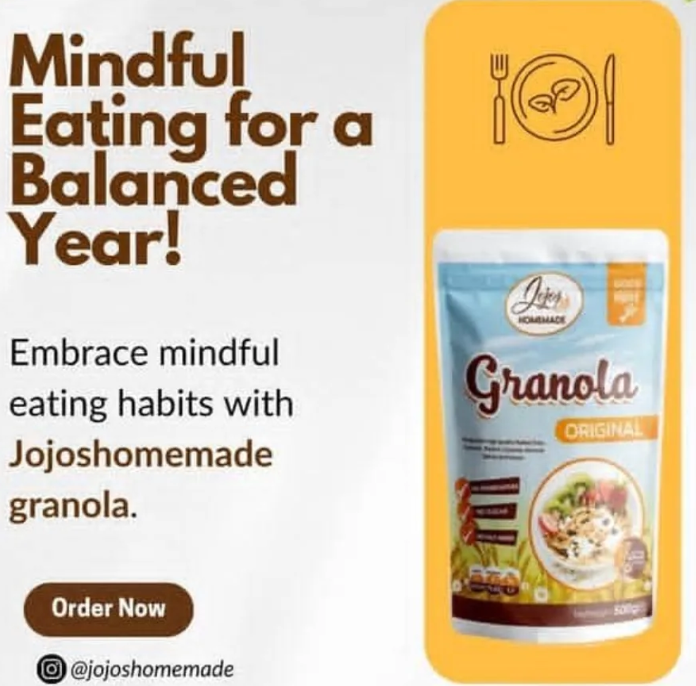 Mindful
Eating for a
Balanced
Year!
Embrace mindful
eating habits with
Jojoshomemade
granola.
Order Now
@jojoshomemade
Jojos
HOMEMADE
Granola
ORIGINAL
500g